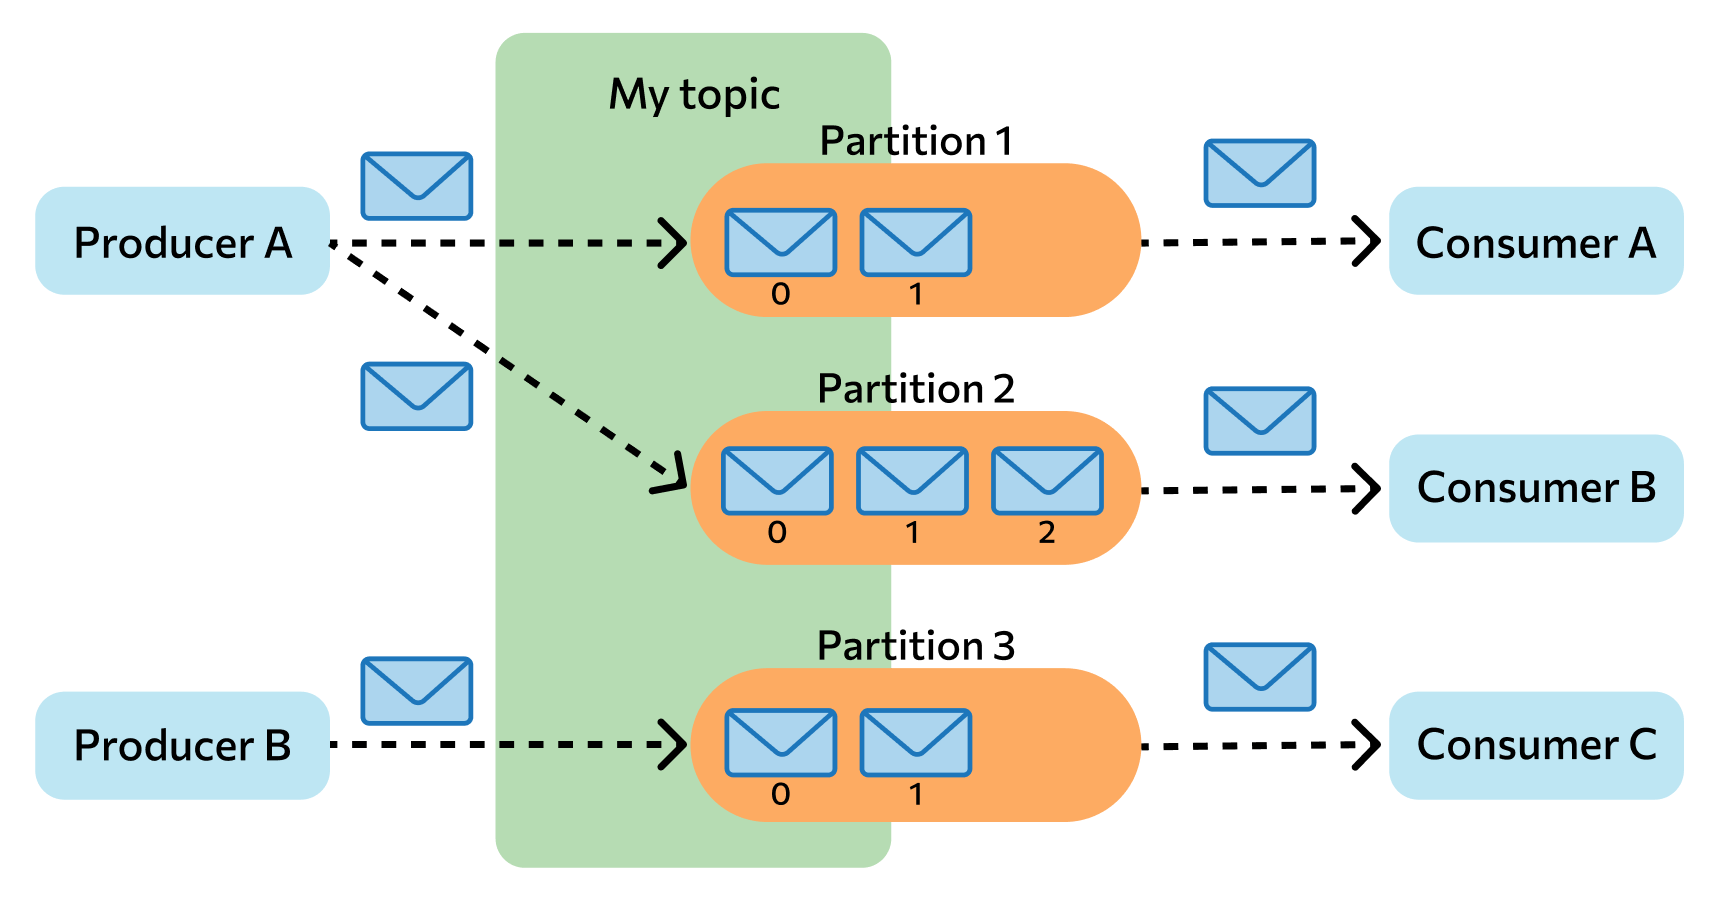 My topic
Partition 1
Producer A
0 1
Consumer A
Partition 2
0 1 2
Consumer B
Partition 3
Producer B
0 1
Consumer C